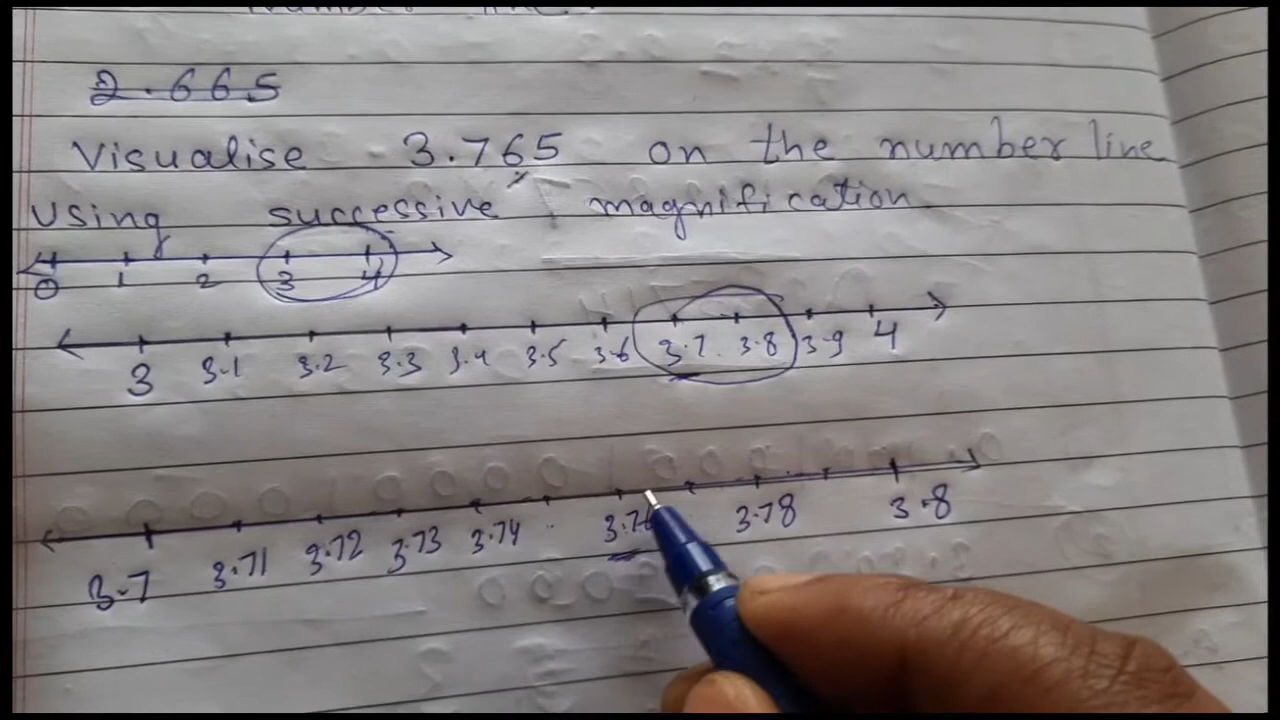 2.665
Visualise 3.765 on the number line
using successive magnification
0 1 2 3 4
3 3.1 3.2 3.3 3.4 3.5 3.6 3.7 3.8 3.9 4
3.7 3.71 3.72 3.73 3.74 3.76 3.78 3.8